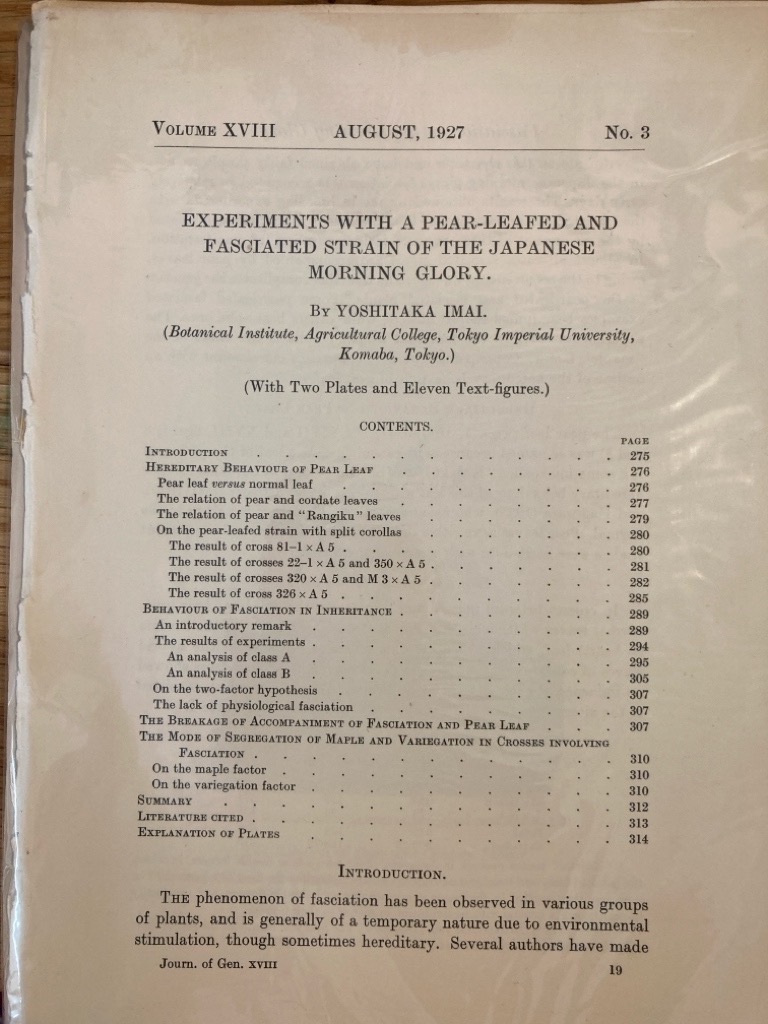 VOLUME XVIII AUGUST, 1927 No. 3
EXPERIMENTS WITH A PEAR-LEAFED AND
FASCIATED STRAIN OF THE JAPANESE
MORNING GLORY.
BY YOSHITAKA IMAI.
(Botanical Institute, Agricultural College, Tokyo Imperial University,
Komaba, Tokyo.)
(With Two Plates and Eleven Text-figures.)
CONTENTS.
PAGE
INTRODUCTION . . . . . . . . . . . . . 275
HEREDITARY BEHAVIOUR OF PEAR LEAF . . . . . . . . 276
Pear leaf versus normal leaf . . . . . . . . . . 276
The relation of pear and cordate leaves . . . . . . . 277
The relation of pear and "Rangiku" leaves . . . . . . . 279
On the pear-leafed strain with split corollas . . . . . . . 280
The result of cross 81–1 × A 5 . . . . . . . . . . 280
The result of crosses 22–1 × A 5 and 350 × A 5 . . . . . . . 281
The result of crosses 320 × A 5 and M 3 × A 5 . . . . . . . 282
The result of cross 326 × A 5 . . . . . . . . . . 285
BEHAVIOUR OF FASCIATION IN INHERITANCE . . . . . . . . 289
An introductory remark . . . . . . . . . . . 289
The results of experiments . . . . . . . . . . . 294
An analysis of class A . . . . . . . . . . . 295
An analysis of class B . . . . . . . . . . . 305
On the two-factor hypothesis . . . . . . . . . . 307
The lack of physiological fasciation . . . . . . . . . 307
THE BREAKAGE OF ACCOMPANIMENT OF FASCIATION AND PEAR LEAF . . . 307
THE MODE OF SEGREGATION OF MAPLE AND VARIEGATION IN CROSSES INVOLVING
FASCIATION . . . . . . . . . . . . . 310
On the maple factor . . . . . . . . . . . . 310
On the variegation factor . . . . . . . . . . . 310
SUMMARY . . . . . . . . . . . . . . 312
LITERATURE CITED . . . . . . . . . . . . . 313
EXPLANATION OF PLATES . . . . . . . . . . . 314
INTRODUCTION.
THE phenomenon of fasciation has been observed in various groups
of plants, and is generally of a temporary nature due to environmental
stimulation, though sometimes hereditary. Several authors have made
Journ. of Gen. XVIII 19